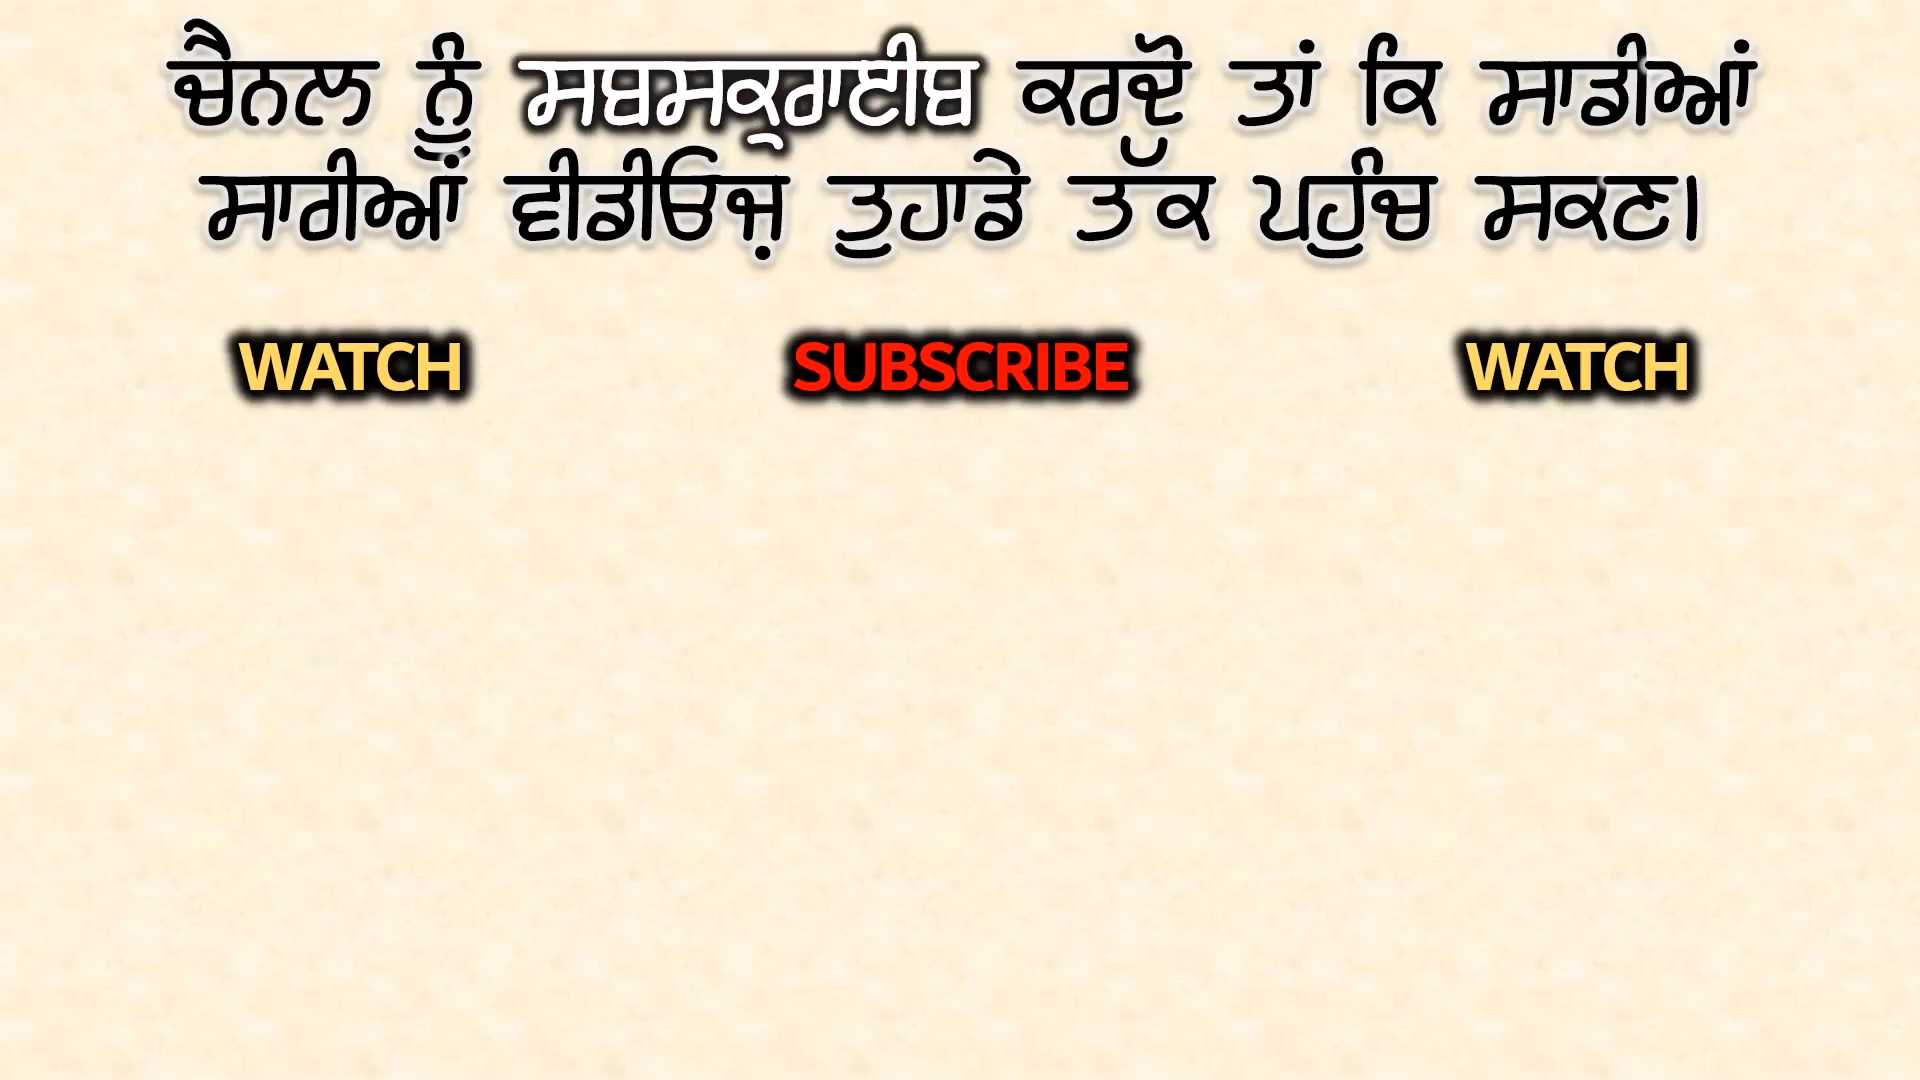 ਚੈਨਲ ਨੂੰ ਸਬਸਕ੍ਰਾਈਬ ਕਰਦੋ ਤਾਂ ਕਿ ਸਾਡੀਆਂ
ਸਾਰੀਆਂ ਵੀਡੀਓਜ਼ ਤੁਹਾਡੇ ਤੱਕ ਪਹੁੰਚ ਸਕਣ।
WATCH SUBSCRIBE WATCH